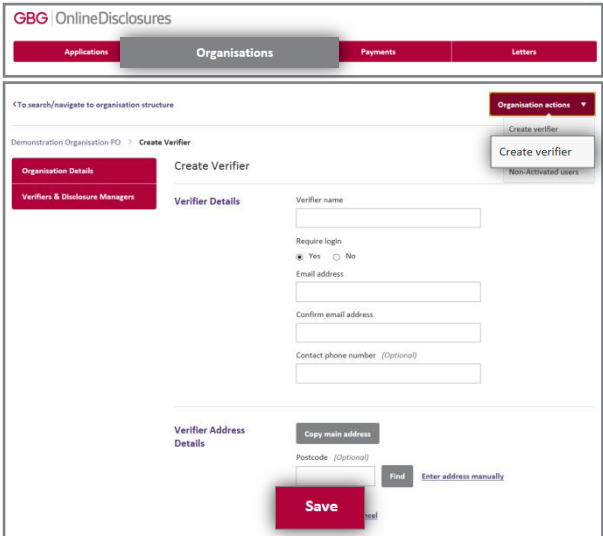 GBG | OnlineDisclosures
Applications Organisations Payments Letters
<To search/navigate to organisation structure
Organisation actions ▼
Create verifier
Demonstration Organisation PO > Create Verifier
Create verifier
Organisation Details
Create Verifier
Non-Activated users
Verifiers & Disclosure Managers
Verifier Details
Verifier name
Require login
Yes No
Email address
Confirm email address
Contact phone number (Optional)
Verifier Address
Details
Copy main address
Postcode (Optional)
Find Enter address manually
Save